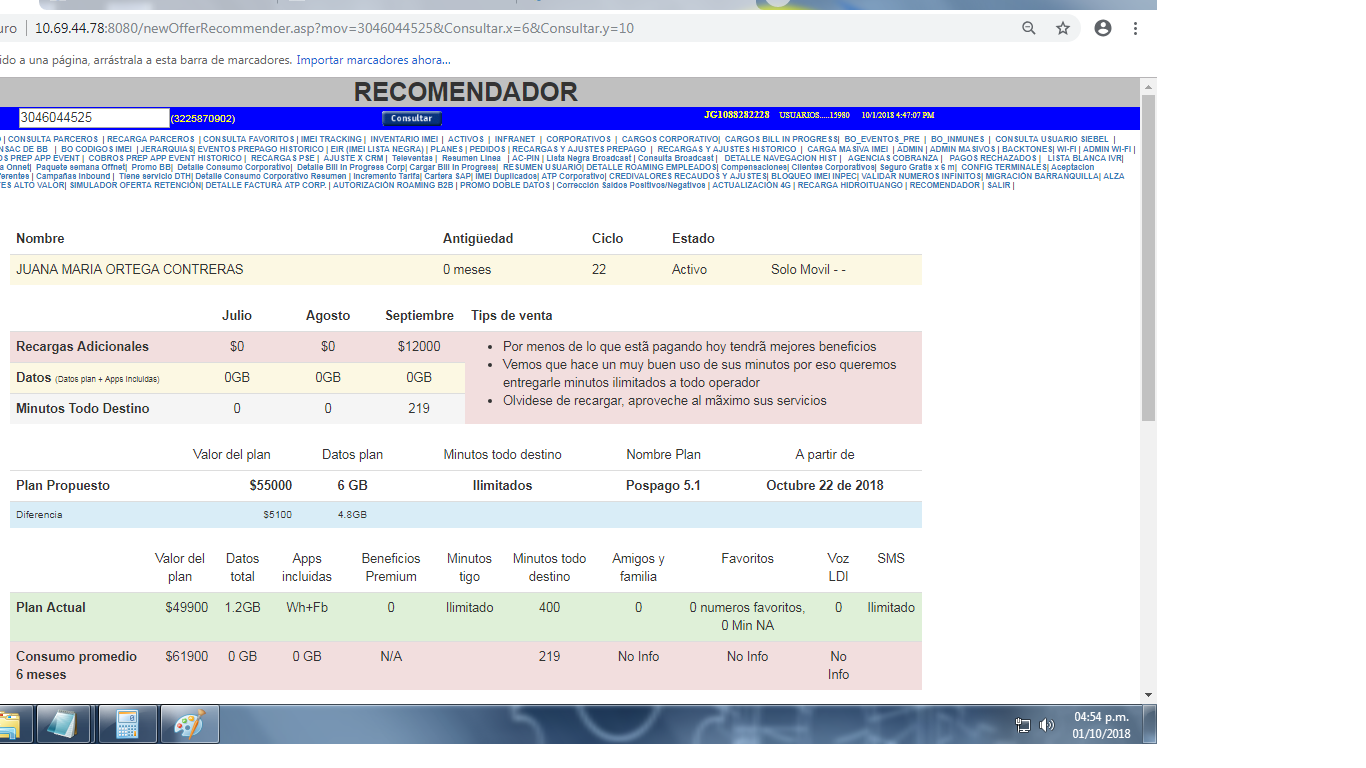 uro 10.69.44.78:8080/newOfferRecommender.asp?mov=3046044525&Consultar.x=6&Consultar.y=10
ido a una página, arrástrala a esta barra de marcadores. Importar marcadores ahora...
RECOMENDADOR
3046044525 (3225870902) Consultar JG1088282228 USUARIOS.....15980 10/1/2018 4:47:07 PM
| CONSULTA PARCEROS | RECARGA PARCEROS | CONSULTA FAVORITOS | IMEI TRACKING | INVENTARIO IMEI | ACTIVOS | INFRANET | CORPORATIVOS | CARGOS CORPORATIVO| CARGOS BILL IN PROGRESS| BO_EVENTOS_PRE | BO_INMUNES | CONSULTA USUARIO SIEBEL |
NSAC DE BB | BO CODIGOS IMEI | JERARQUIAS| EVENTOS PREPAGO HISTORICO | EIR (IMEI LISTA NEGRA) | PLANES | PEDIDOS | RECARGAS Y AJUSTES PREPAGO | RECARGAS Y AJUSTES HISTORICO | CARGA MASIVA IMEI | ADMIN | ADMIN MASIVOS | BACKTONES| WI-FI | ADMIN WI-FI |
OS PREP APP EVENT | COBROS PREP APP EVENT HISTORICO | RECARGAS PSE | AJUSTE X CRM | Televentas | Resumen Linea | AC-PIN | Lista Negra Broadcast | Consulta Broadcast | DETALLE NAVEGACION HIST | AGENCIAS COBRANZA | PAGOS RECHAZADOS | LISTA BLANCA IVR|
a Onnet| Paquete semana Offnet| Promo BB| Detalle Consumo Corporativo| Detalle Bill In Progress Corp| Cargar Bill In Progress| RESUMEN USUARIO| DETALLE ROAMING EMPLEADOS| Compensaciones| Clientes Corporativos| Seguro Gratis x 6 m| CONFIG TERMINALES| Aceptacion
erentes | Campañas Inbound | Tiene servicio DTH| Detalle Consumo Corporativo Resumen | Incremento Tarifa| Cartera SAP| IMEI Duplicados| ATP Corporativo| CREDIVALORES RECAUDOS Y AJUSTES| BLOQUEO IMEI INPEC| VALIDAR NUMEROS INFINITOS| MIGRACIÓN BARRANQUILLA| ALZA
TES ALTO VALOR| SIMULADOR OFERTA RETENCIÓN| DETALLE FACTURA ATP CORP. | AUTORIZACIÓN ROAMING B2B | PROMO DOBLE DATOS | Corrección Saldos Positivos/Negativos | ACTUALIZACIÓN 4G | RECARGA HIDROITUANGO | RECOMENDADOR | SALIR |
Nombre Antigüedad Ciclo Estado
JUANA MARIA ORTEGA CONTRERAS 0 meses 22 Activo Solo Movil - -
Julio Agosto Septiembre Tips de venta
Recargas Adicionales $0 $0 $12000
Datos (Datos plan + Apps Incluidas) 0GB 0GB 0GB
Minutos Todo Destino 0 0 219
• Por menos de lo que estã pagando hoy tendrã mejores beneficios
• Vemos que hace un muy buen uso de sus minutos por eso queremos
entregarle minutos ilimitados a todo operador
• Olvidese de recargar, aproveche al mãximo sus servicios
Valor del plan Datos plan Minutos todo destino Nombre Plan A partir de
Plan Propuesto $55000 6 GB Ilimitados Pospago 5.1 Octubre 22 de 2018
Diferencia $5100 4.8GB
Valor del Datos Apps Beneficios Minutos Minutos todo Amigos y Favoritos Voz SMS
plan total incluidas Premium tigo destino familia LDI
Plan Actual $49900 1.2GB Wh+Fb 0 Ilimitado 400 0 0 numeros favoritos, 0 Ilimitado
0 Min NA
Consumo promedio $61900 0 GB 0 GB N/A 219 No Info No Info No
6 meses Info
04:54 p.m.
01/10/2018